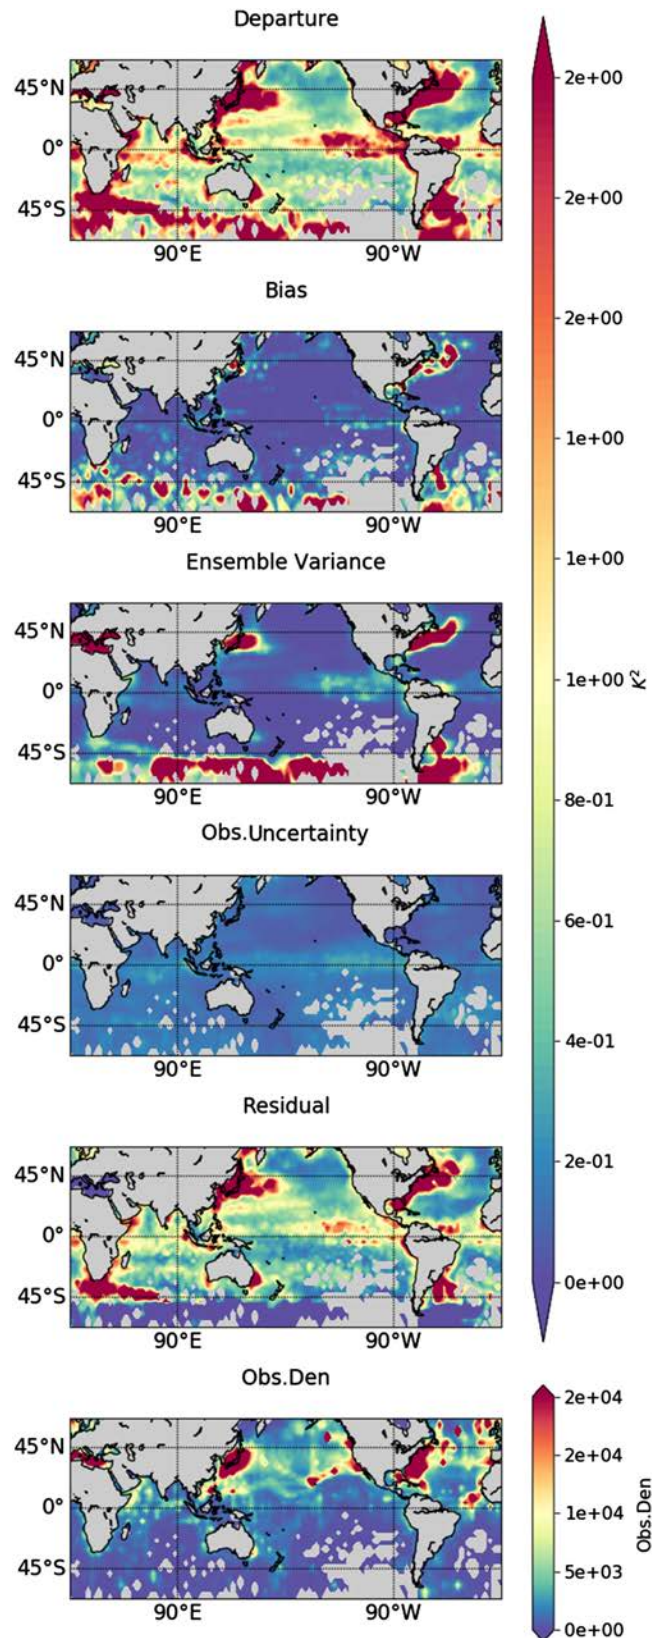 Departure
45°N
0°
45°S
90°E 90°W
Bias
45°N
0°
45°S
90°E 90°W
Ensemble Variance
45°N
0°
45°S
90°E 90°W
Obs.Uncertainty
45°N
0°
45°S
90°E 90°W
Residual
45°N
0°
45°S
90°E 90°W
Obs.Den
45°N
0°
45°S
90°E 90°W
2e+00
2e+00
2e+00
1e+00
1e+00
1e+00
8e-01
6e-01
4e-01
2e-01
0e+00
K²
2e+04
2e+04
1e+04
5e+03
0e+00
Obs.Den